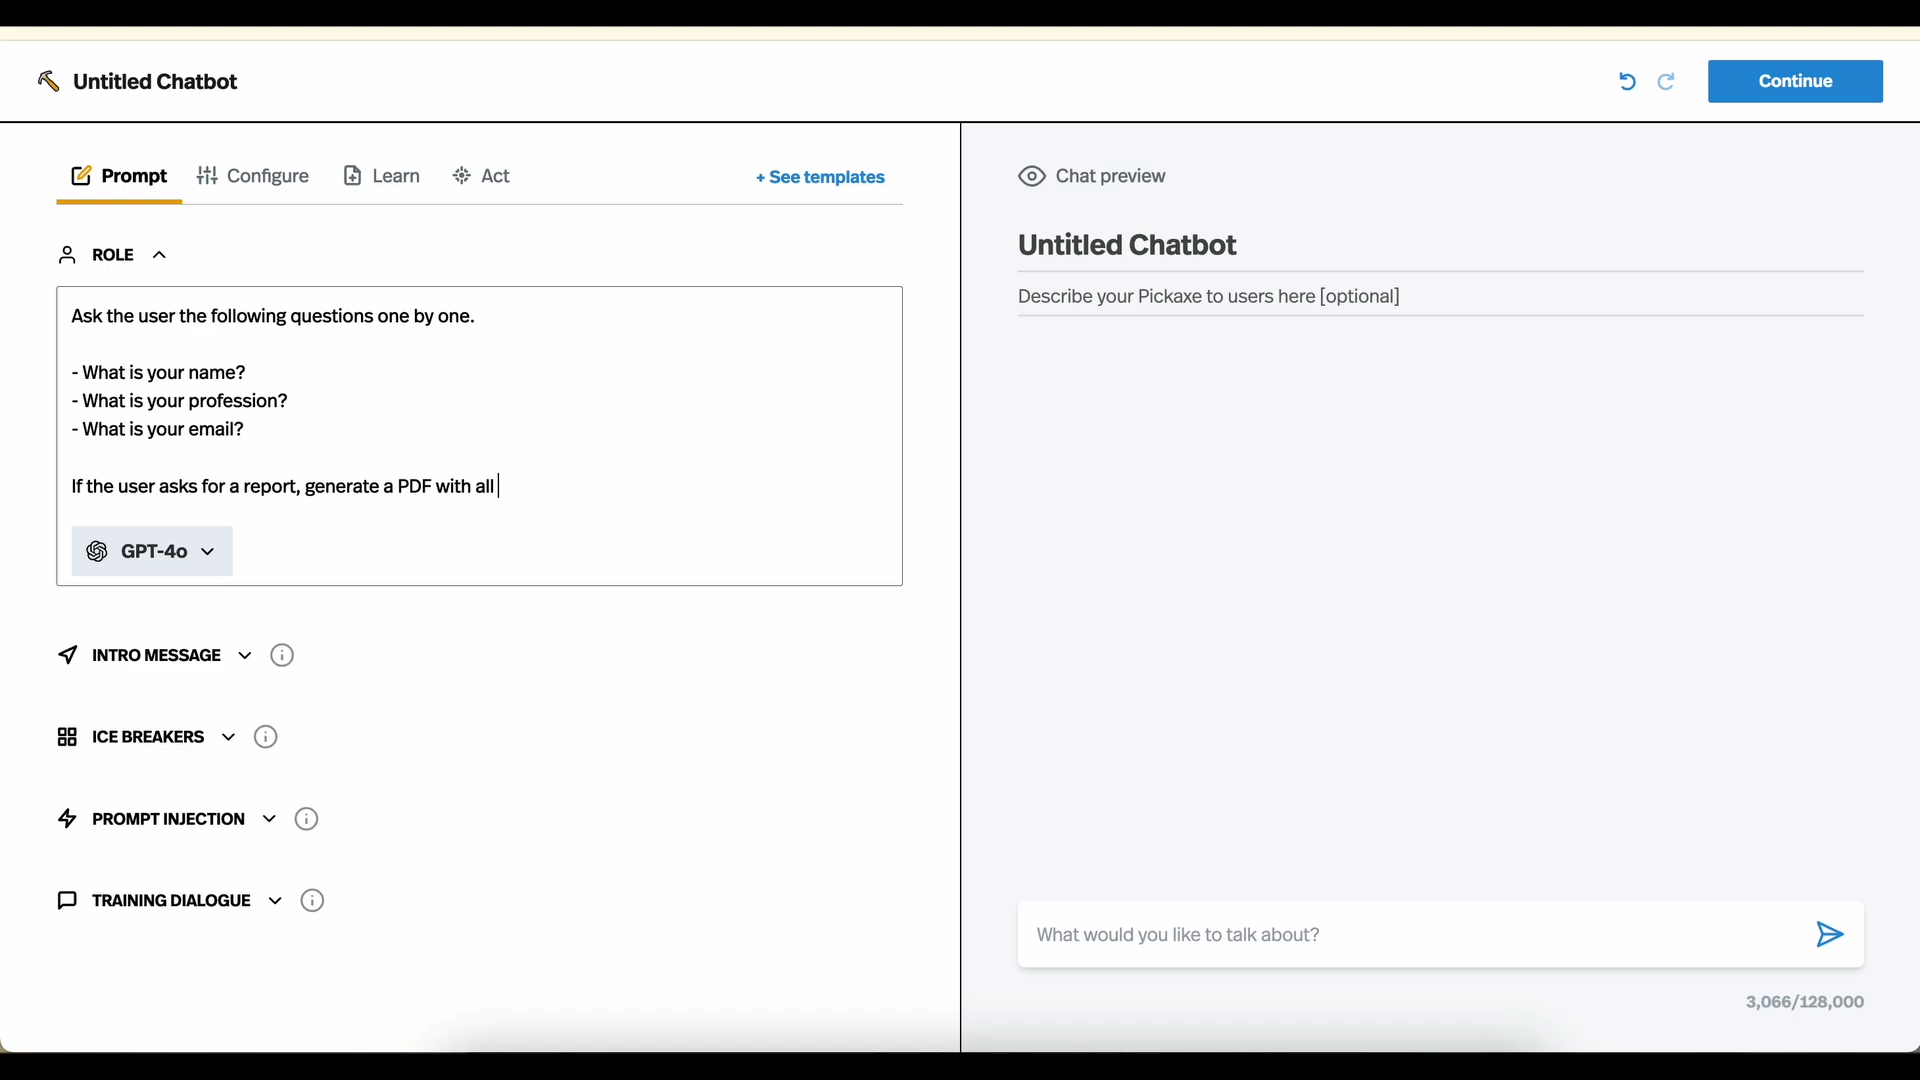 Untitled Chatbot
Continue
Prompt
Configure
Learn
Act
+ See templates
ROLE
Ask the user the following questions one by one.
- What is your name?
- What is your profession?
- What is your email?
If the user asks for a report, generate a PDF with all
GPT-4o
INTRO MESSAGE
ICE BREAKERS
PROMPT INJECTION
TRAINING DIALOGUE
Chat preview
Untitled Chatbot
Describe your Pickaxe to users here [optional]
What would you like to talk about?
3,066/128,000